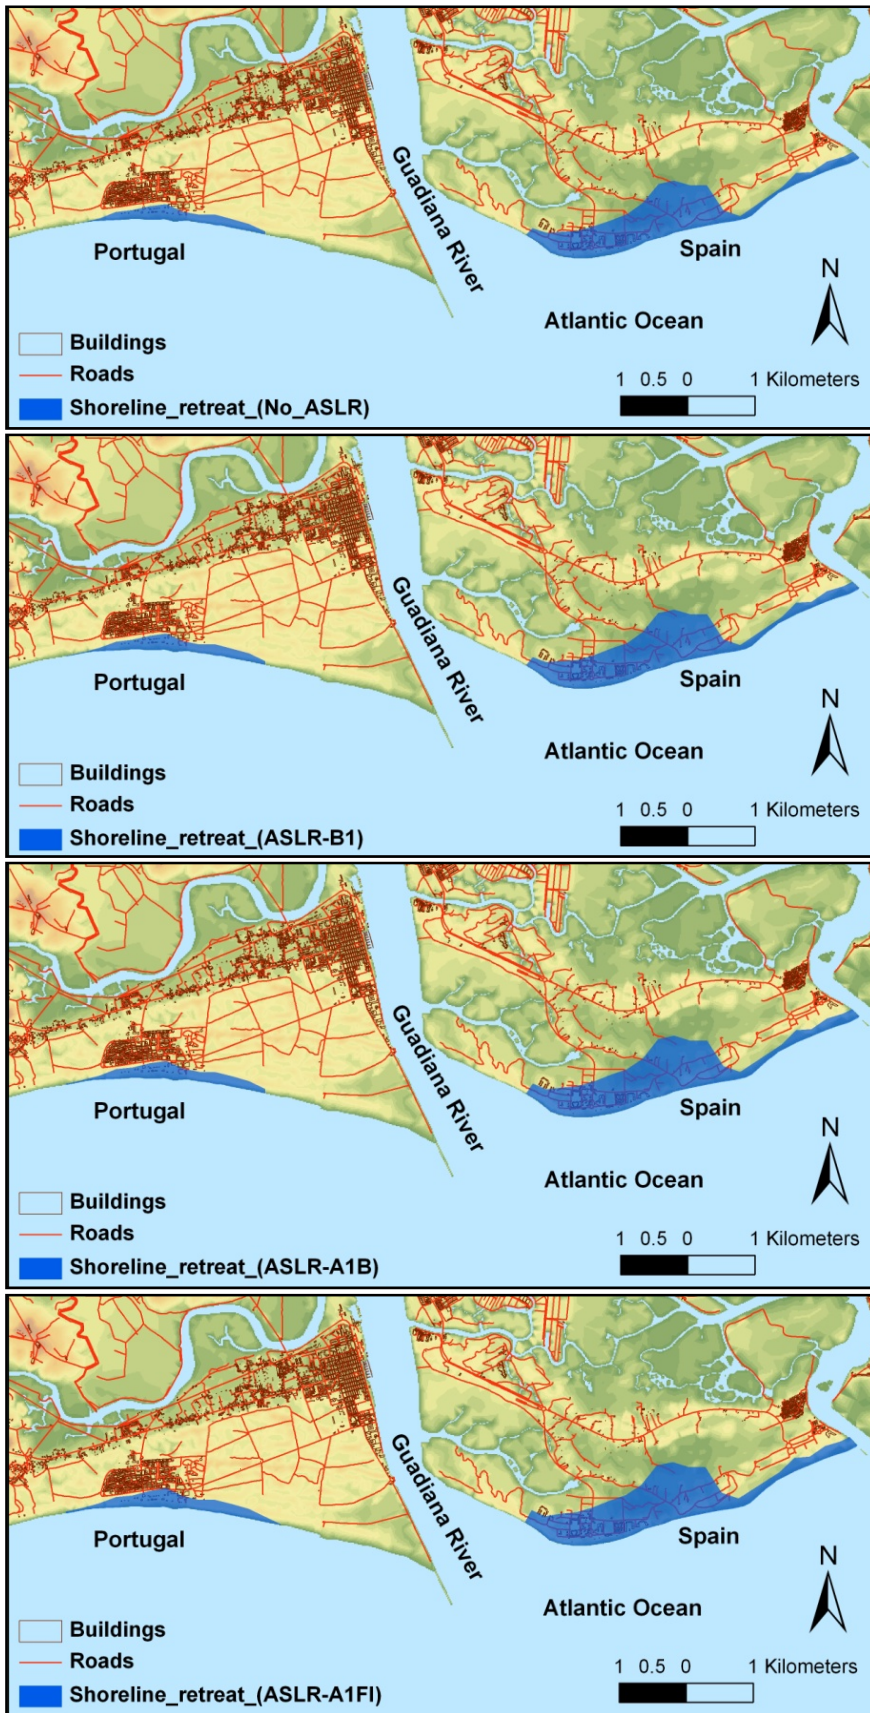 Guadiana River
Portugal
Spain
N
Atlantic Ocean
Buildings
Roads
Shoreline_retreat_(No_ASLR)
1 0.5 0 1 Kilometers
Guadiana River
Portugal
Spain
N
Atlantic Ocean
Buildings
Roads
Shoreline_retreat_(ASLR-B1)
1 0.5 0 1 Kilometers
Guadiana River
Portugal
Spain
N
Atlantic Ocean
Buildings
Roads
Shoreline_retreat_(ASLR-A1B)
1 0.5 0 1 Kilometers
Guadiana River
Portugal
Spain
N
Atlantic Ocean
Buildings
Roads
Shoreline_retreat_(ASLR-A1FI)
1 0.5 0 1 Kilometers